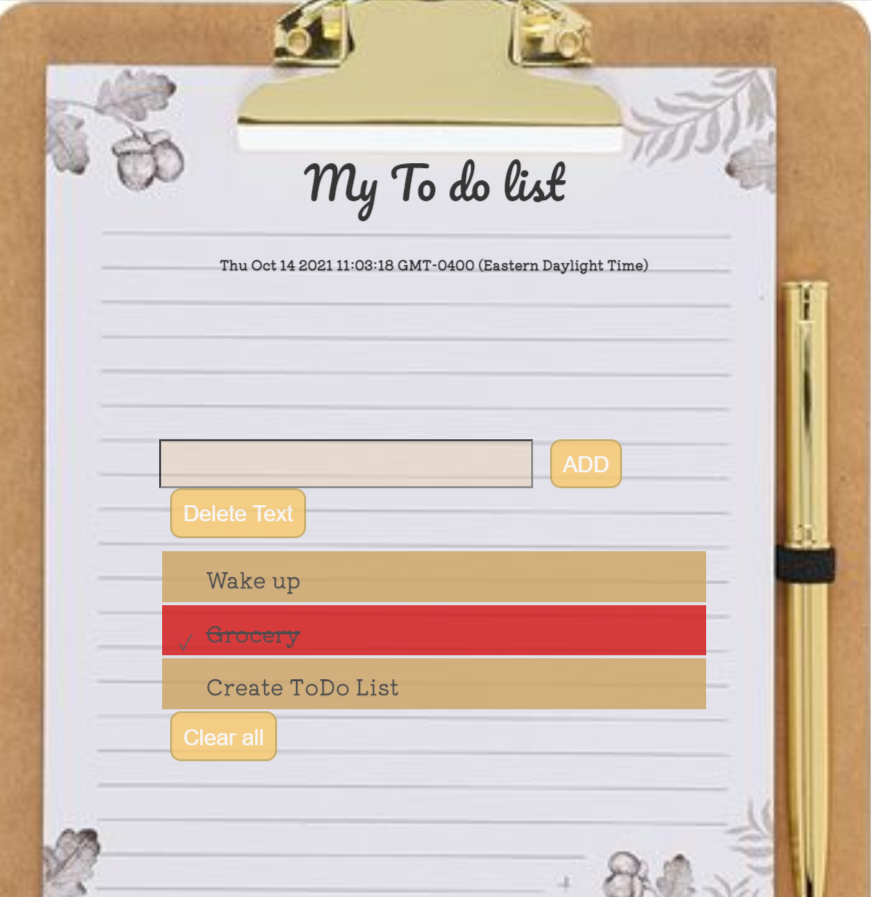 My To do list
Thu Oct 14 2021 11:03:18 GMT-0400 (Eastern Daylight Time)
ADD
Delete Text
Wake up
✓ Grocery
Create ToDo List
Clear all